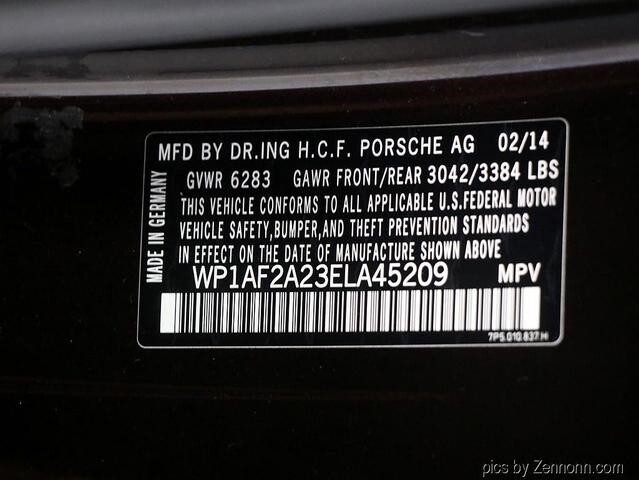 MFD BY DR.ING H.C.F. PORSCHE AG 02/14
GVWR 6283 GAWR FRONT/REAR 3042/3384 LBS
THIS VEHICLE CONFORMS TO ALL APPLICABLE U.S.FEDERAL MOTOR
VEHICLE SAFETY,BUMPER,AND THEFT PREVENTION STANDARDS
IN EFFECT ON THE DATE OF MANUFACTURE SHOWN ABOVE
MADE IN GERMANY
WP1AF2A23ELA45209 MPV
7P5.010.837.H
pics by Zennonn.com